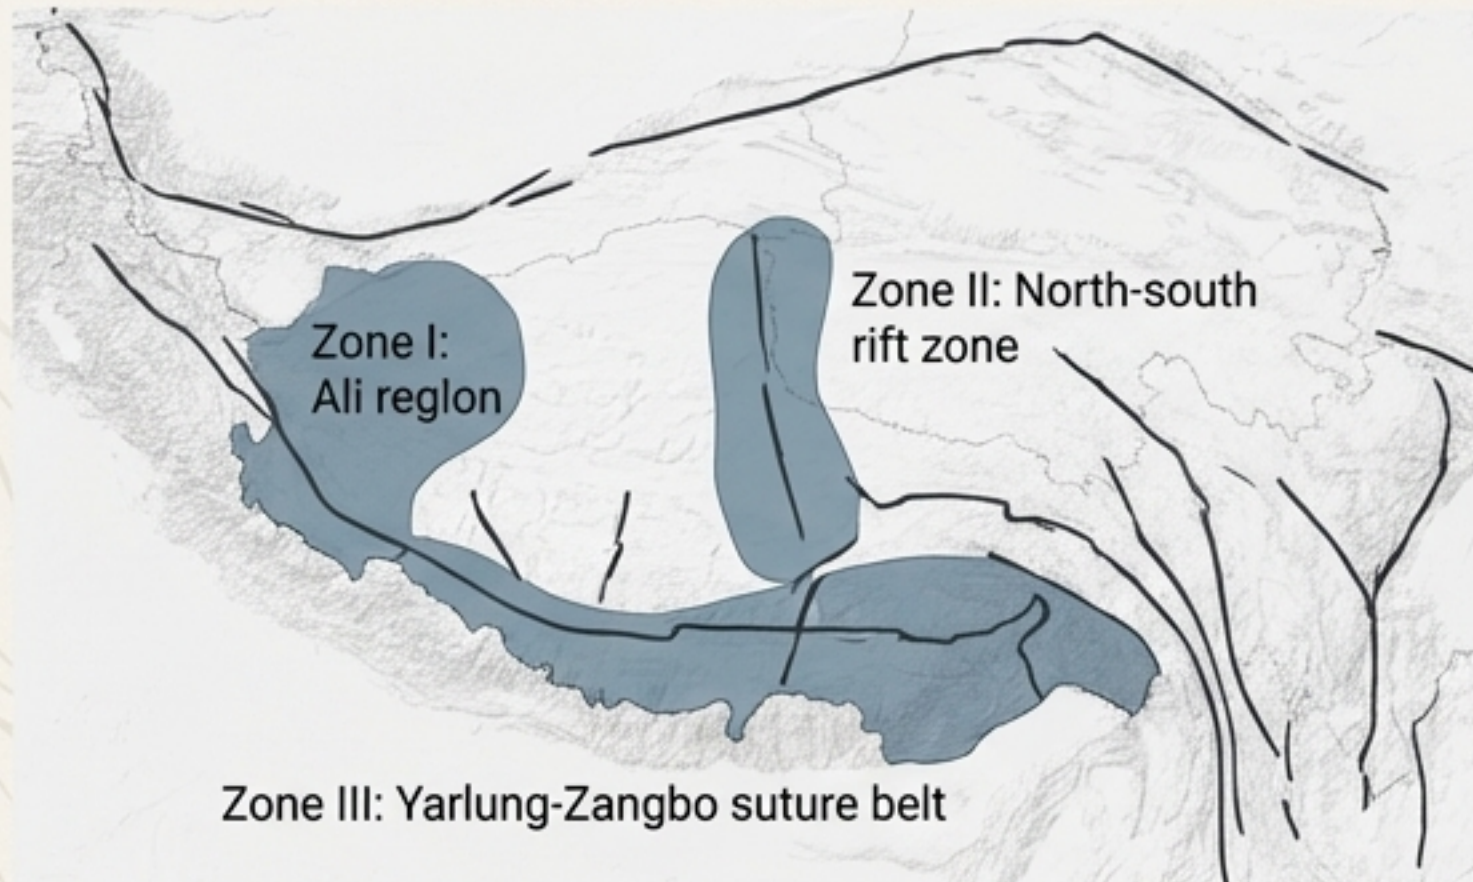 Zone I:
Ali reglon
Zone II: North-south
rift zone
Zone III: Yarlung-Zangbo suture belt